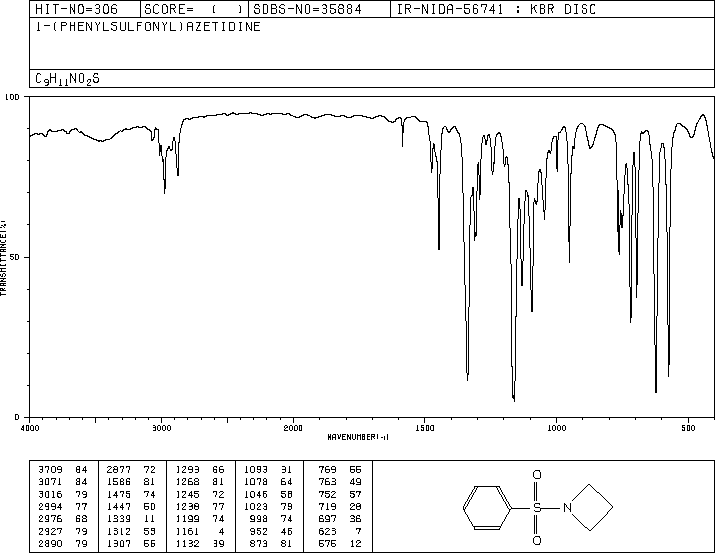 HIT-NO=306 SCORE= ( ) SDBS-NO=35884 IR-NIDA-56741 : KBR DISC
1-(PHENYLSULFONYL)AZETIDINE
C9H11NO2S
100
50
0
TRANSMITTANCE(%)
4000 3000 2000 1500 1000 500
WAVENUMBER(-1)
3709 84 2877 72 1293 66 1093 31 769 55
3071 84 1586 81 1268 81 1078 64 763 49
3016 79 1475 74 1245 72 1046 58 752 57
2994 77 1447 50 1238 77 1023 79 719 28
2976 68 1339 11 1199 74 998 74 697 36
2927 79 1312 59 1161 4 952 46 623 7
2890 79 1307 55 1132 39 873 81 575 12
O
S N
O